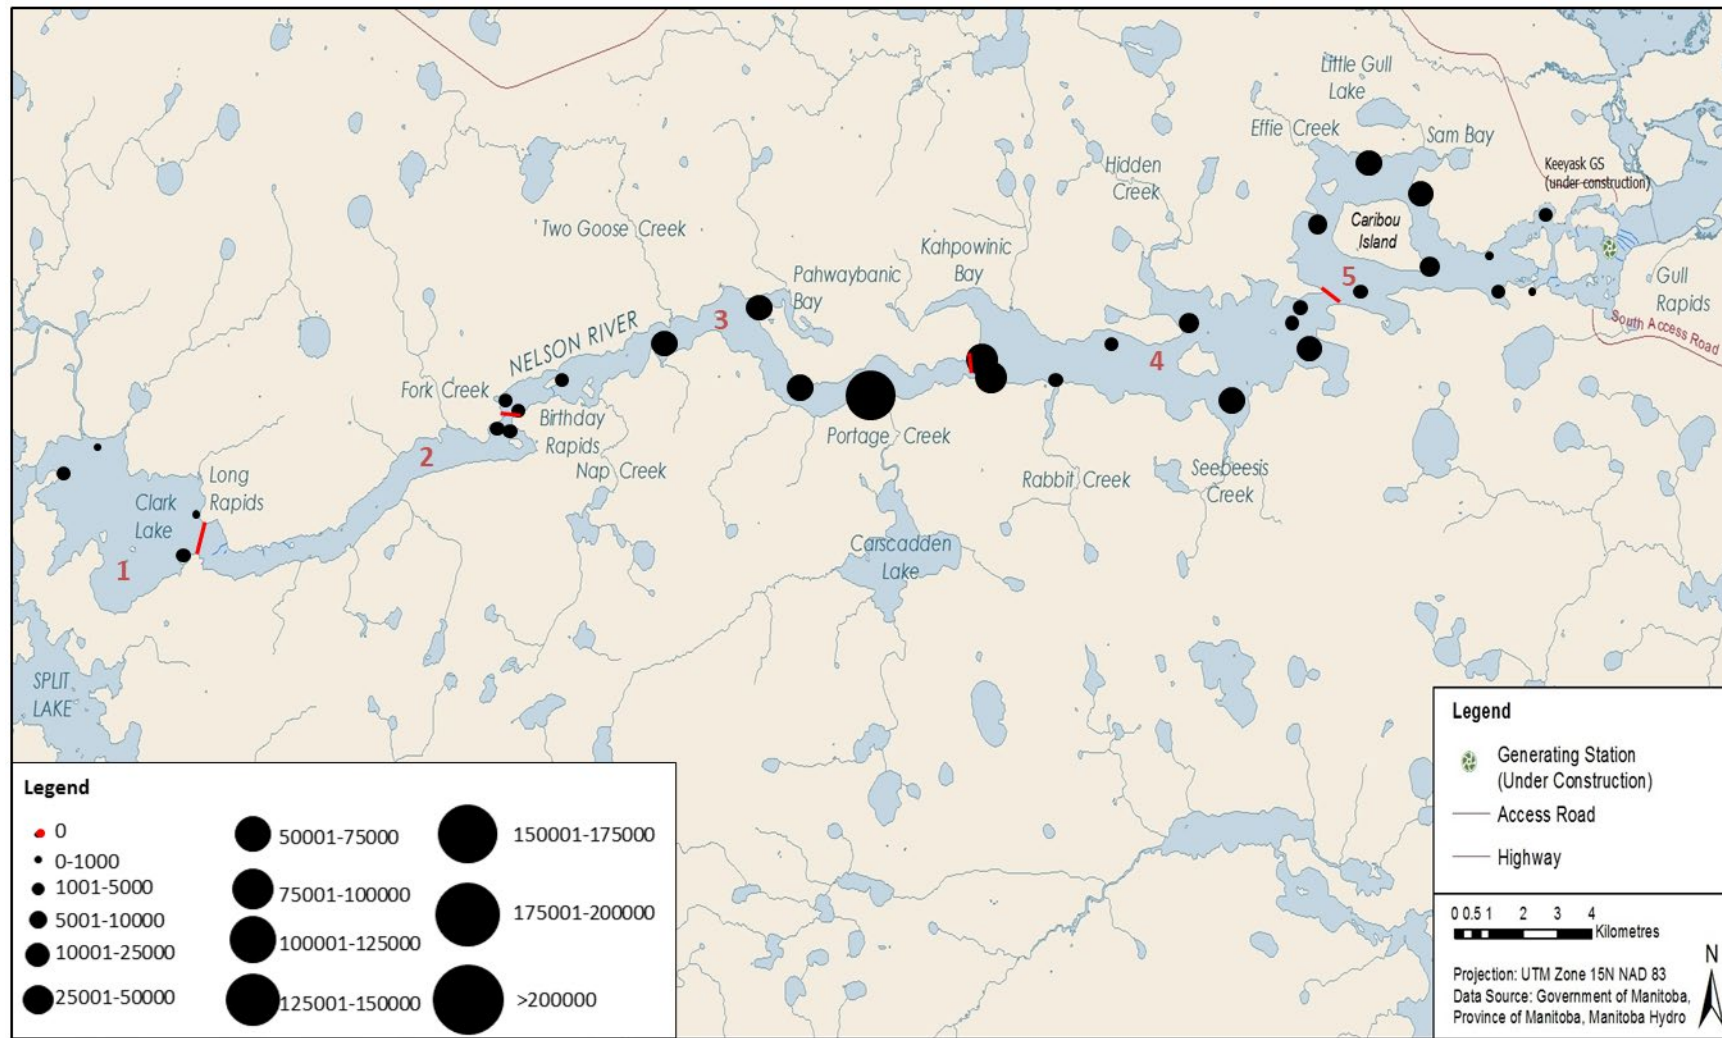 Little Gull
Lake
Effie Creek
Sam Bay
Keeyask GS
(under construction)
Hidden
Creek
Caribou
Island
Two Goose Creek
Kahpowinic
Bay
Pahwaybanic
Bay
5
Gull
Rapids
South Access Road
3
NELSON RIVER
4
Fork Creek
Birthday
Rapids
Portage Creek
2
Nap Creek
Rabbit Creek
Seebeesis
Creek
Long
Rapids
Clark
Lake
1
Carscadden
Lake
SPLIT
LAKE
Legend
0
0-1000
1001-5000
5001-10000
10001-25000
25001-50000
50001-75000
75001-100000
100001-125000
125001-150000
150001-175000
175001-200000
>200000
Legend
Generating Station
(Under Construction)
Access Road
Highway
0 0.5 1 2 3 4
Kilometres
N
Projection: UTM Zone 15N NAD 83
Data Source: Government of Manitoba,
Province of Manitoba, Manitoba Hydro